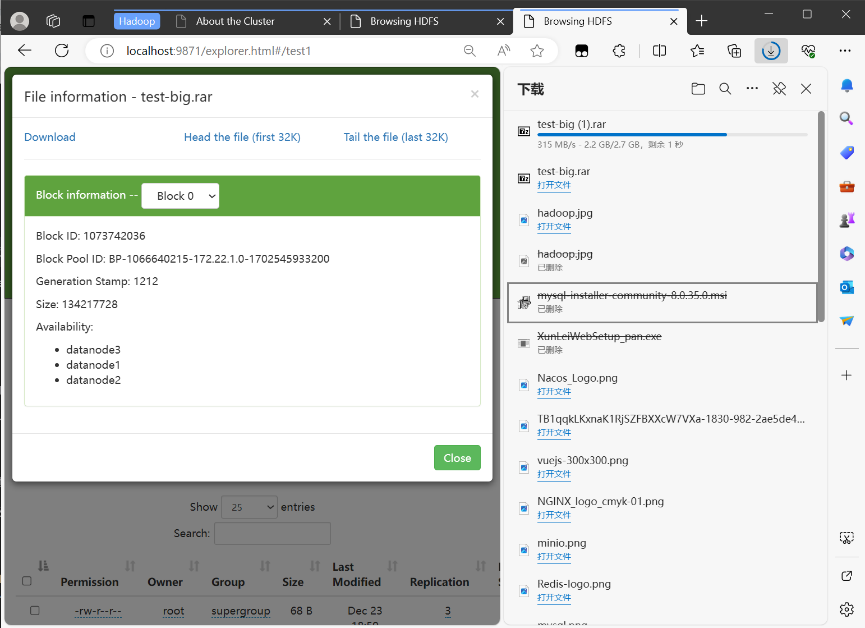 Hadoop
About the Cluster
Browsing HDFS
Browsing HDFS
localhost:9871/explorer.html#/test1
File information - test-big.rar
Download
Head the file (first 32K)
Tail the file (last 32K)
Block information -- Block 0
Block ID: 1073742036
Block Pool ID: BP-1066640215-172.22.1.0-1702545933200
Generation Stamp: 1212
Size: 134217728
Availability:
datanode3
datanode1
datanode2
Close
Show 25 entries
Search:
Permission
Owner
Group
Size
Last Modified
Replication
-rw-r--r--
root
supergroup
68 B
Dec 23
18:50
3
下载
test-big (1).rar
315 MB/s - 2.2 GB/2.7 GB，剩余 1 秒
test-big.rar
打开文件
hadoop.jpg
打开文件
hadoop.jpg
已删除
mysql-installer-community-8.0.35.0.msi
已删除
XunLeiWebSetup_pan.exe
已删除
Nacos_Logo.png
打开文件
TB1qqkLKxnaK1RjSZFBXXcW7VXa-1830-982-2ae5de4...
打开文件
vuejs-300x300.png
打开文件
NGINX_logo_cmyk-01.png
打开文件
minio.png
打开文件
Redis-logo.png
打开文件
mysql.png